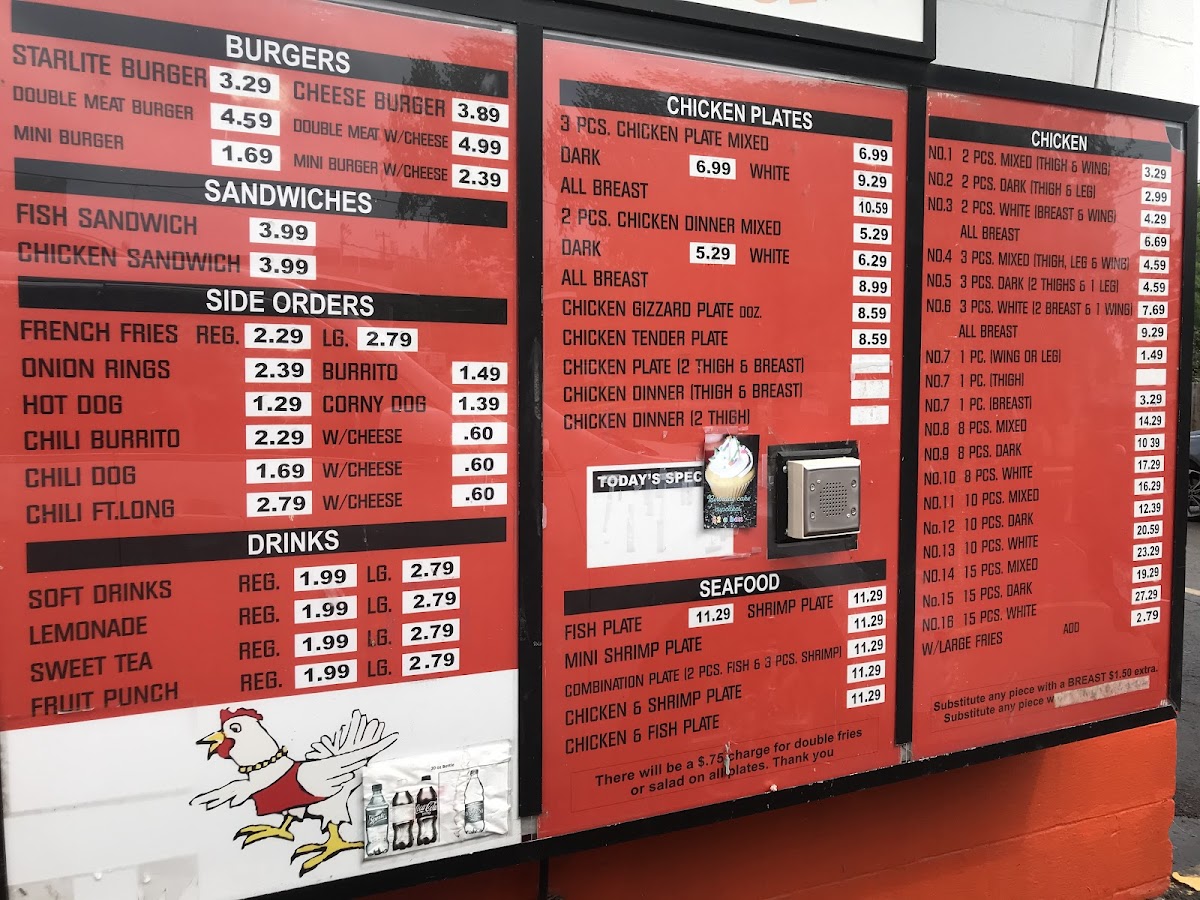 BURGERS
STARLITE BURGER 3.29 CHEESE BURGER 3.89
DOUBLE MEAT BURGER 4.59 DOUBLE MEAT W/CHEESE 4.99
MINI BURGER 1.69 MINI BURGER W/CHEESE 2.39
SANDWICHES
FISH SANDWICH 3.99
CHICKEN SANDWICH 3.99
SIDE ORDERS
FRENCH FRIES REG. 2.29 LG. 2.79
ONION RINGS 2.39 BURRITO 1.49
HOT DOG 1.29 CORNY DOG 1.39
CHILI BURRITO 2.29 W/CHEESE .60
CHILI DOG 1.69 W/CHEESE .60
CHILI FT.LONG 2.79 W/CHEESE .60
DRINKS
SOFT DRINKS REG. 1.99 LG. 2.79
LEMONADE REG. 1.99 LG. 2.79
SWEET TEA REG. 1.99 LG. 2.79
FRUIT PUNCH REG. 1.99 LG. 2.79
CHICKEN PLATES
3 PCS. CHICKEN PLATE MIXED 6.99
DARK 6.99 WHITE 9.29
ALL BREAST 10.59
2 PCS. CHICKEN DINNER MIXED 5.29
DARK 5.29 WHITE 6.29
ALL BREAST 8.99
CHICKEN GIZZARD PLATE DOZ. 8.59
CHICKEN TENDER PLATE 8.59
CHICKEN PLATE (2 THIGH & BREAST)
CHICKEN DINNER (THIGH & BREAST)
CHICKEN DINNER (2 THIGH)
TODAY'S SPEC
Birthday cake
cupcakes
SEAFOOD
FISH PLATE 11.29 SHRIMP PLATE 11.29
MINI SHRIMP PLATE 11.29
COMBINATION PLATE (2 PCS. FISH & 3 PCS. SHRIMP) 11.29
CHICKEN & SHRIMP PLATE 11.29
CHICKEN & FISH PLATE 11.29
There will be a $.75 charge for double fries
or salad on all plates. Thank you
CHICKEN
NO.1 2 PCS. MIXED (THIGH & WING) 3.29
NO.2 2 PCS. DARK (THIGH & LEG) 2.99
NO.3 2 PCS. WHITE (BREAST & WING) 4.29
ALL BREAST 6.69
NO.4 3 PCS. MIXED (THIGH, LEG & WING) 4.59
NO.5 3 PCS. DARK (2 THIGHS & 1 LEG) 4.59
NO.6 3 PCS. WHITE (2 BREAST & 1 WING) 7.69
ALL BREAST 9.29
NO.7 1 PC. (WING OR LEG) 1.49
NO.7 1 PC. (THIGH)
NO.7 1 PC. (BREAST) 3.29
NO.8 8 PCS. MIXED 14.29
NO.9 8 PCS. DARK 10 39
NO.10 8 PCS. WHITE 17.29
NO.11 10 PCS. MIXED 16.29
NO.12 10 PCS. DARK 12.39
NO.13 10 PCS. WHITE 20.59
NO.14 15 PCS. MIXED 23.29
No.15 15 PCS. DARK 19.29
NO.16 15 PCS. WHITE 27.29
W/LARGE FRIES ADD 2.79
Substitute any piece with a BREAST $1.50 extra.
Substitute any piece w